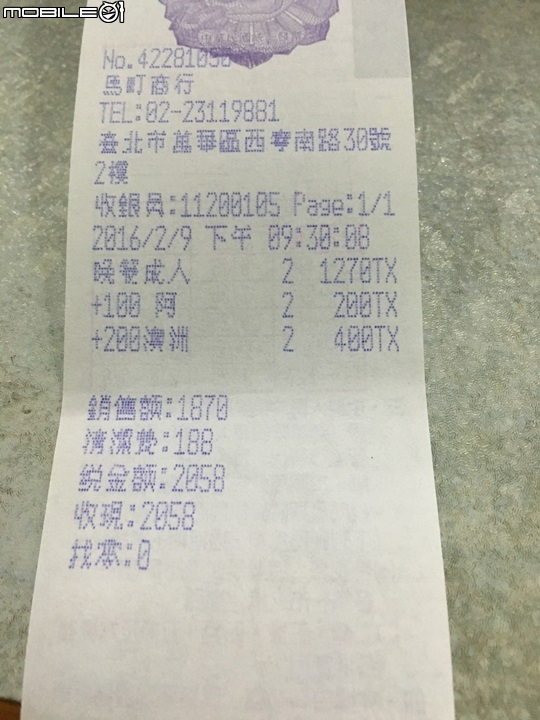 MOBILE01
No.42281050
馬町商行
TEL:02-23119881
臺北市萬華區西寧南路30號
2樓
收銀員:11200105 Page:1/1
2016/2/9 下午 09:30:08
晚餐成人 2 1270TX
+100 阿 2 200TX
+200澳洲 2 400TX
銷售額:1870
清潔費:188
總金額:2058
收現:2058
找零:0